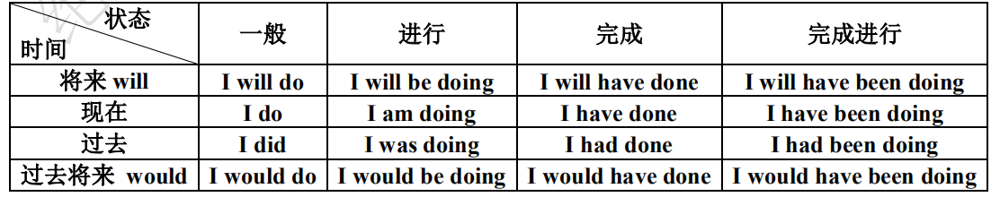 状态 一般 进行 完成 完成进行
时间
将来 will I will do I will be doing I will have done I will have been doing
现在 I do I am doing I have done I have been doing
过去 I did I was doing I had done I had been doing
过去将来 would I would do I would be doing I would have done I would have been doing